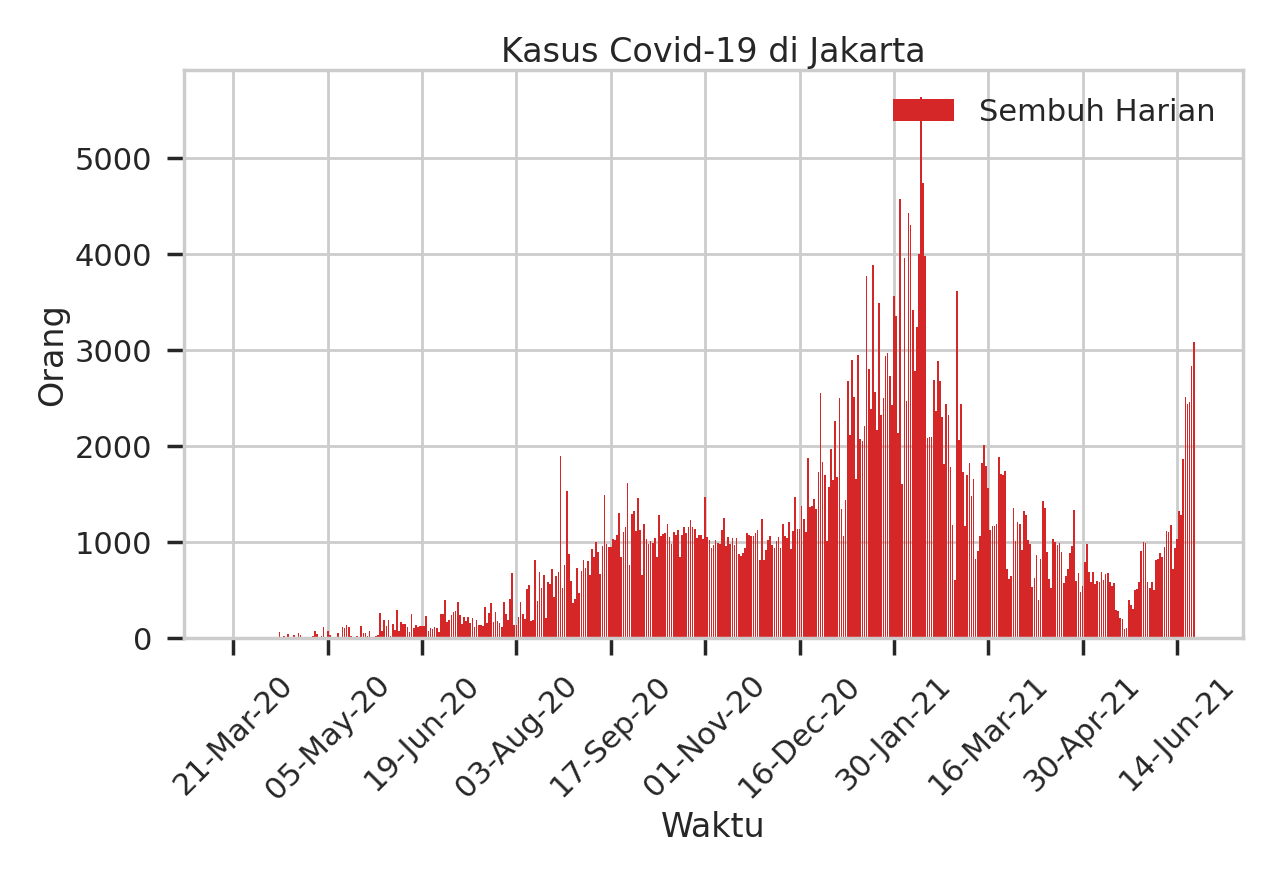 Kasus Covid-19 di Jakarta
Sembuh Harian
Orang
5000
4000
3000
2000
1000
0
21-Mar-20
05-May-20
19-Jun-20
03-Aug-20
17-Sep-20
01-Nov-20
16-Dec-20
30-Jan-21
16-Mar-21
30-Apr-21
14-Jun-21
Waktu